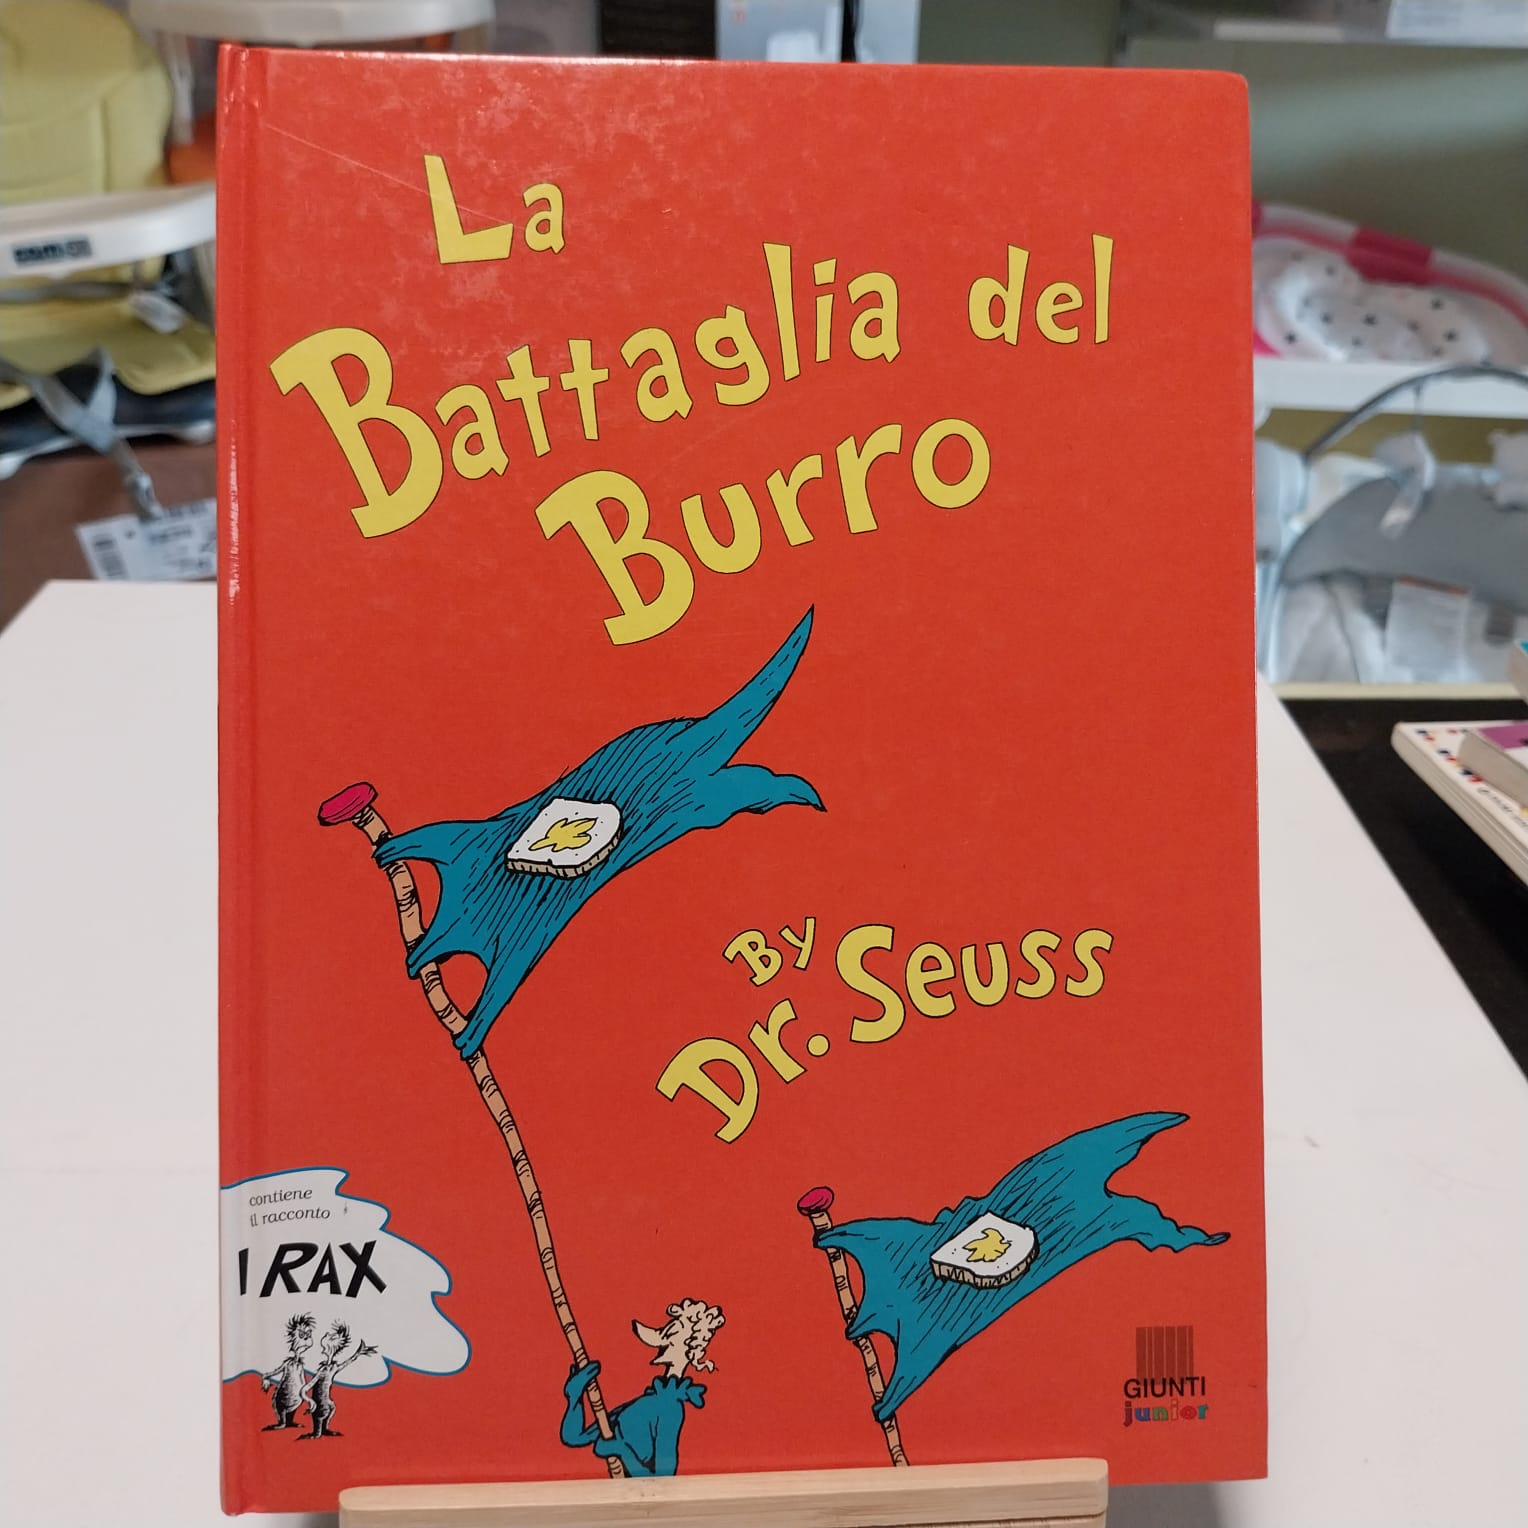 La
Battaglia del
Burro
By
Dr. Seuss
contiene
il racconto
I RAX
GIUNTI
junior